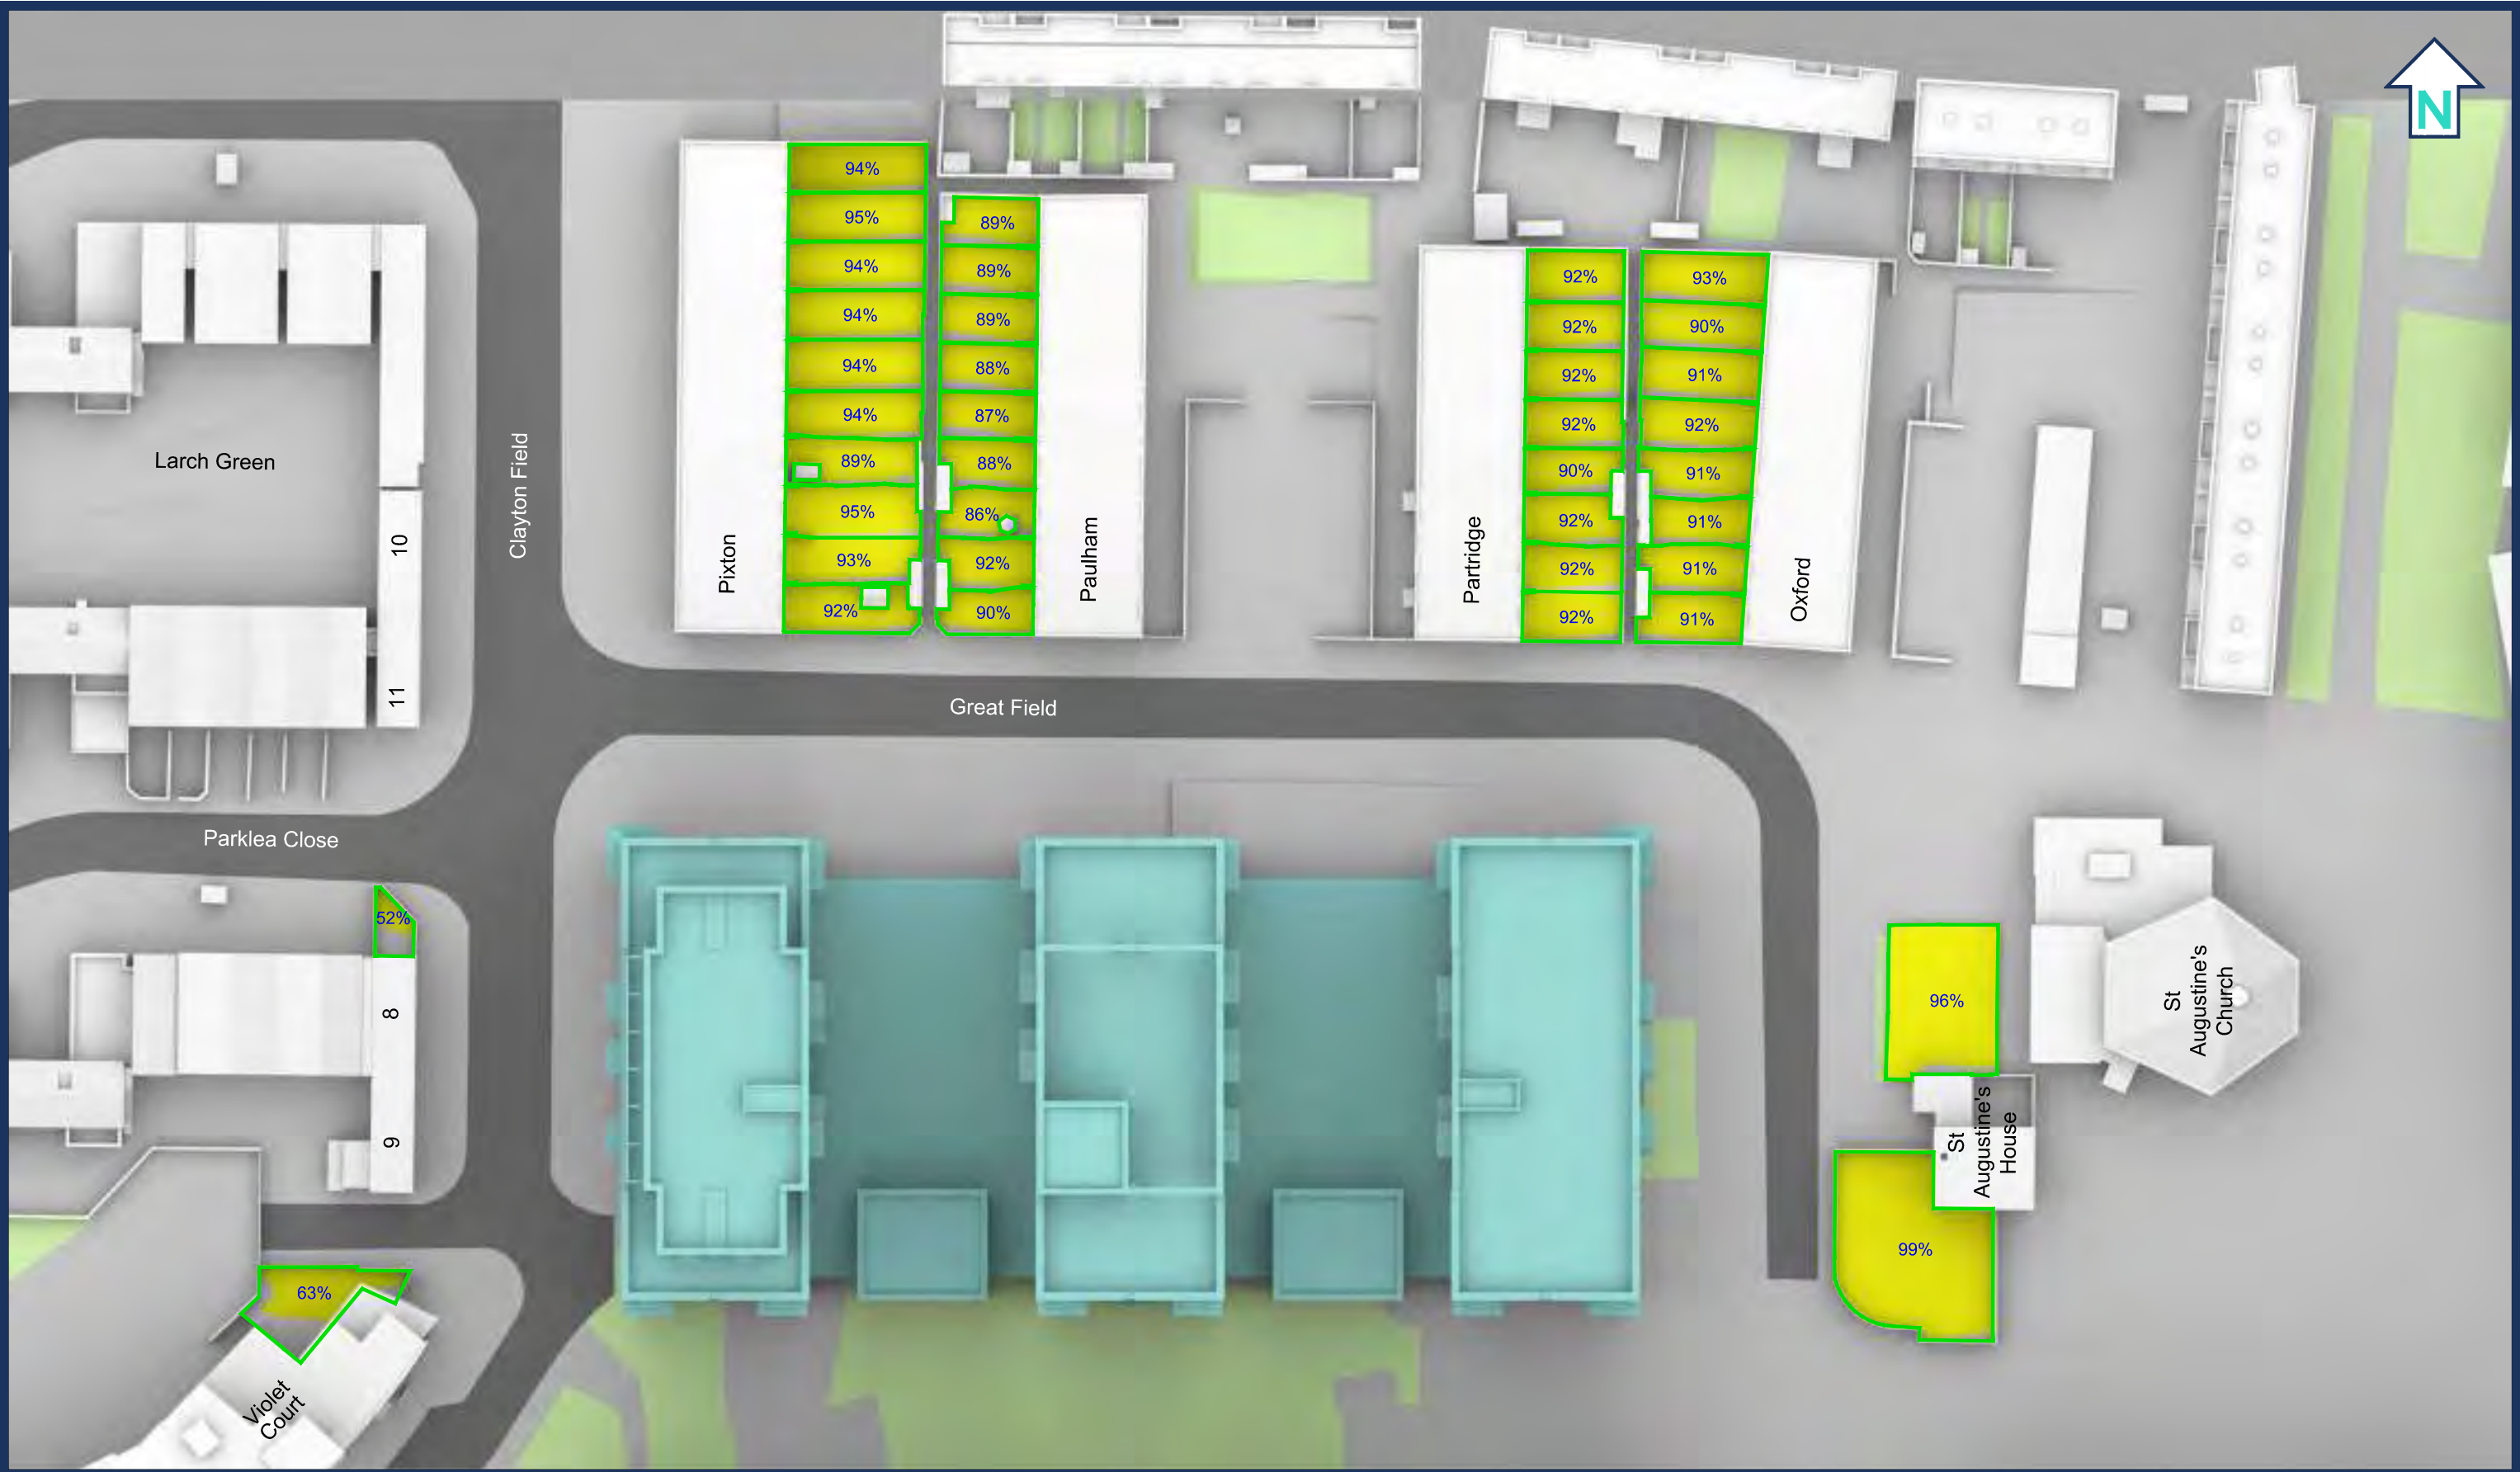 N
94%
95%
94%
94%
94%
94%
89%
95%
93%
92%
89%
89%
89%
88%
87%
88%
86%
92%
90%
92%
92%
92%
92%
90%
92%
92%
92%
93%
90%
91%
92%
91%
91%
91%
91%
Pixton
Paulham
Partridge
Oxford
Larch Green
10
11
Clayton Field
Great Field
Parklea Close
52%
8
9
63%
Violet
Court
96%
99%
St
Augustine's
Church
St
Augustine's
House